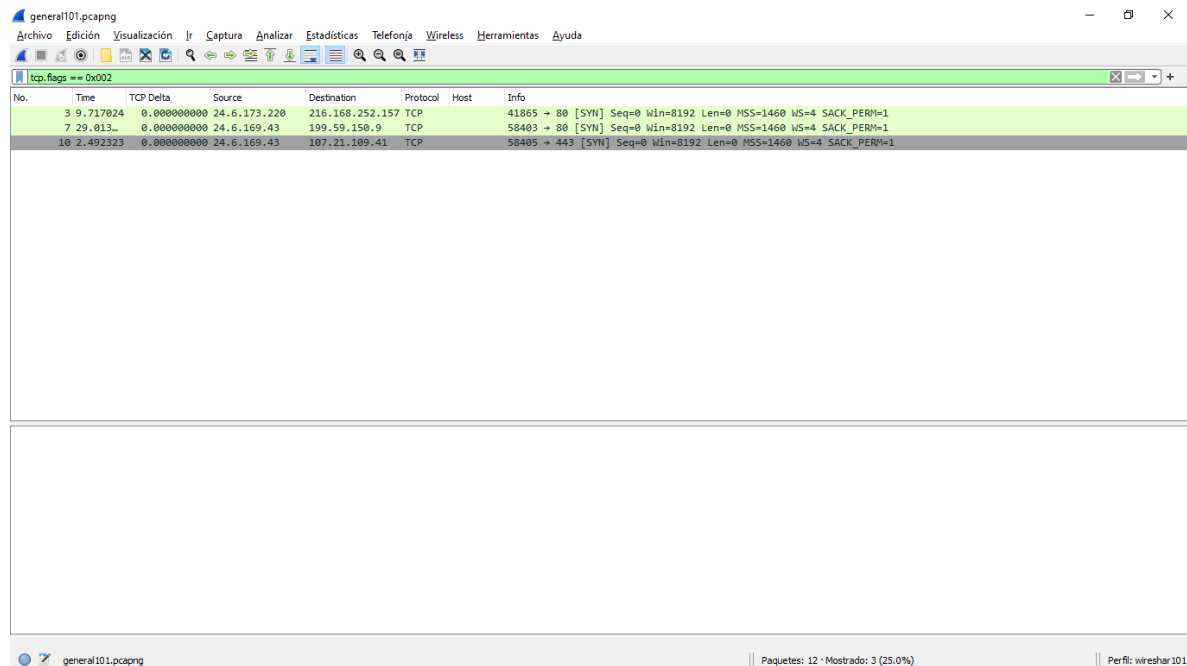 general101.pcapng
Archivo Edición Visualización Ir Captura Analizar Estadísticas Telefonía Wireless Herramientas Ayuda
tcp.flags == 0x002
No. Time TCP Delta Source Destination Protocol Host Info
3 9.717024 0.000000000 24.6.173.220 216.168.252.157 TCP 41865 → 80 [SYN] Seq=0 Win=8192 Len=0 MSS=1460 WS=4 SACK_PERM=1
7 29.013… 0.000000000 24.6.169.43 199.59.150.9 TCP 58403 → 80 [SYN] Seq=0 Win=8192 Len=0 MSS=1460 WS=4 SACK_PERM=1
10 2.492323 0.000000000 24.6.169.43 107.21.109.41 TCP 58405 → 443 [SYN] Seq=0 Win=8192 Len=0 MSS=1460 WS=4 SACK_PERM=1
general101.pcapng Paquetes: 12 · Mostrado: 3 (25.0%) Perfil: wireshar101